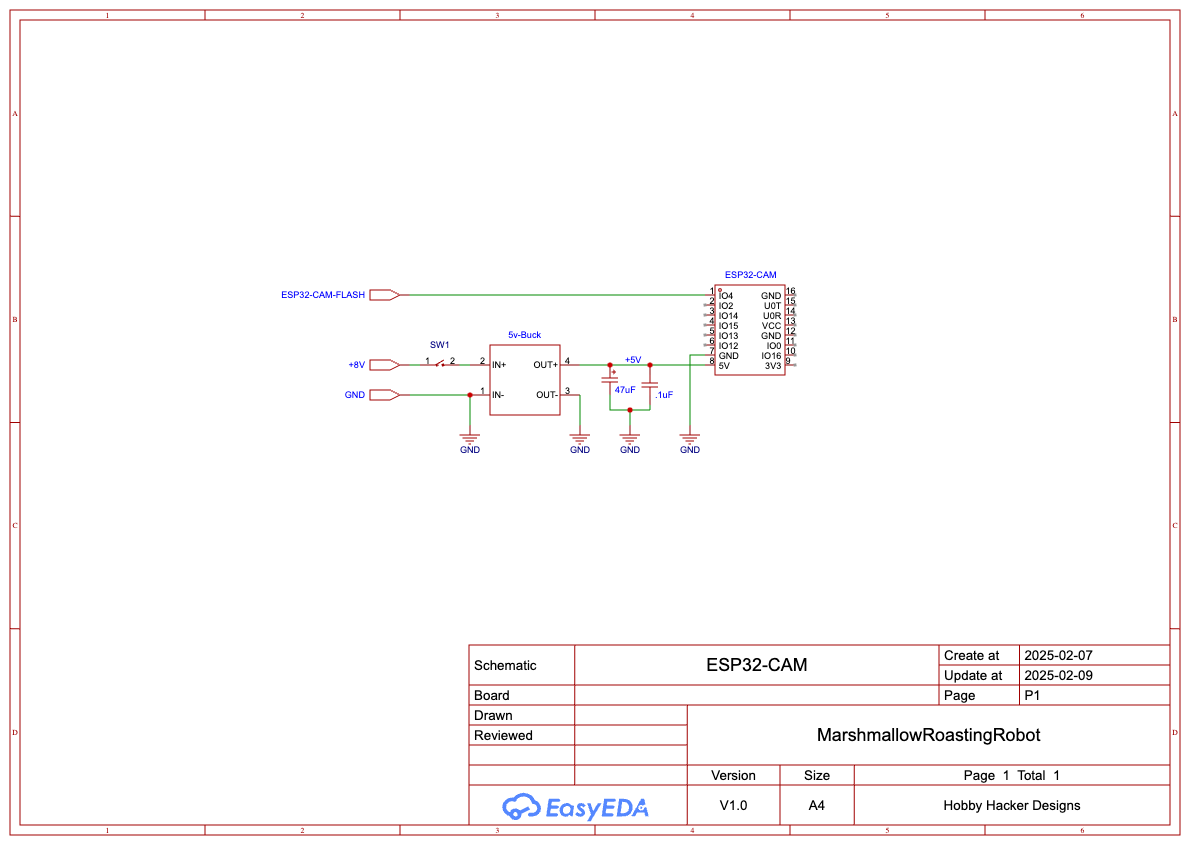 1 2 3 4 5 6
A A
ESP32-CAM
ESP32-CAM-FLASH 1 IO4 GND 16
2 IO2 U0T 15
3 IO14 U0R 14
B 4 IO15 VCC 13 B
5 IO13 GND 12
6 IO12 IO0 11
7 GND IO16 10
8 5V 3V3 9
5v-Buck
SW1
+8V 1 2 2 IN+ OUT+ 4 +5V
+
47uF .1uF
GND 1 IN- OUT- 3
GND GND GND GND
C C
Schematic ESP32-CAM Create at 2025-02-07
Update at 2025-02-09
Board Page P1
Drawn
Reviewed MarshmallowRoastingRobot
D D
Version Size Page 1 Total 1
EasyEDA V1.0 A4 Hobby Hacker Designs
1 2 3 4 5 6